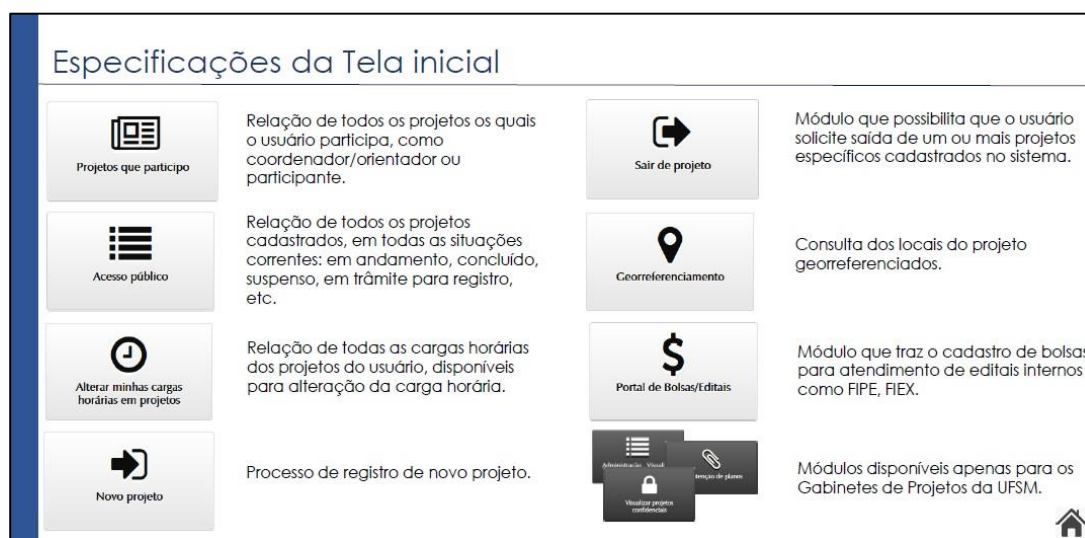 Especificações da Tela inicial
Projetos que participo
Relação de todos os projetos os quais
o usuário participa, como
coordenador/orientador ou
participante.
Acesso público
Relação de todos os projetos
cadastrados, em todas as situações
correntes: em andamento, concluído,
suspenso, em trâmite para registro,
etc.
Alterar minhas cargas
horárias em projetos
Relação de todas as cargas horárias
dos projetos do usuário, disponíveis
para alteração da carga horária.
Novo projeto
Processo de registro de novo projeto.
Sair de projeto
Módulo que possibilita que o usuário
solicite saída de um ou mais projetos
específicos cadastrados no sistema.
Georreferenciamento
Consulta dos locais do projeto
georreferenciados.
Portal de Bolsas/Editais
Módulo que traz o cadastro de bolsas
para atendimento de editais internos
como FIPE, FIEX.
de planos
Visualizar projetos
confidenciais
Módulos disponíveis apenas para os
Gabinetes de Projetos da UFSM.